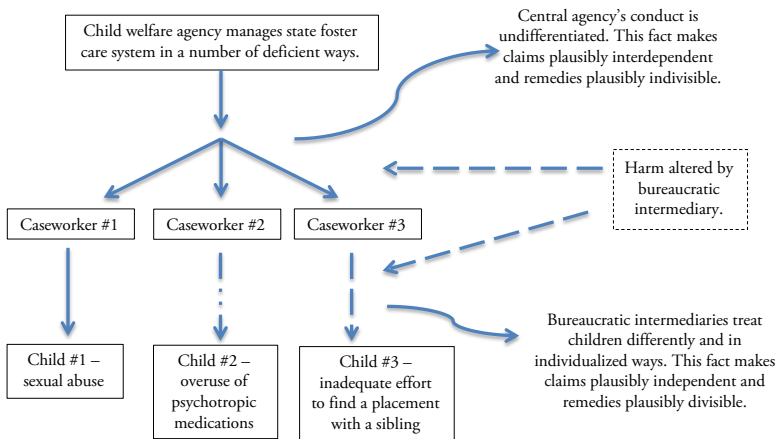 Child welfare agency manages state foster
care system in a number of deficient ways.
Central agency’s conduct is
undifferentiated. This fact makes
claims plausibly interdependent
and remedies plausibly indivisible.
Harm altered by
bureaucratic
intermediary.
Caseworker #1
Caseworker #2
Caseworker #3
Child #1 –
sexual abuse
Child #2 –
overuse of
psychotropic
medications
Child #3 –
inadequate effort
to find a placement
with a sibling
Bureaucratic intermediaries treat
children differently and in
individualized ways. This fact makes
claims plausibly independent and
remedies plausibly divisible.